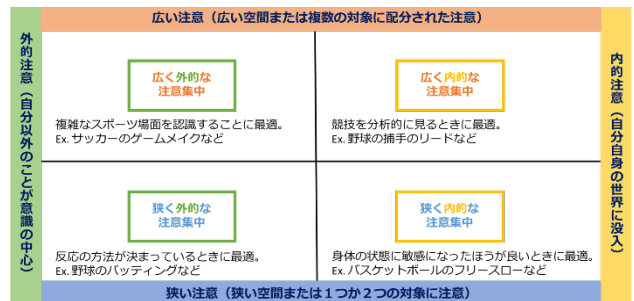 広い注意（広い空間または複数の対象に配分された注意）
外的注意（自分以外のことが意識の中心）
広く外的な
注意集中
複雑なスポーツ場面を認識することに最適。
Ex. サッカーのゲームメイクなど
広く内的な
注意集中
競技を分析的に見るときに最適。
Ex. 野球の捕手のリードなど
内的注意（自分自身の世界に没入）
狭く外的な
注意集中
反応の方法が決まっているときに最適。
Ex. 野球のバッティングなど
狭く内的な
注意集中
身体の状態に敏感になったほうが良いときに最適。
Ex. バスケットボールのフリースローなど
狭い注意（狭い空間または１つか２つの対象に注意）